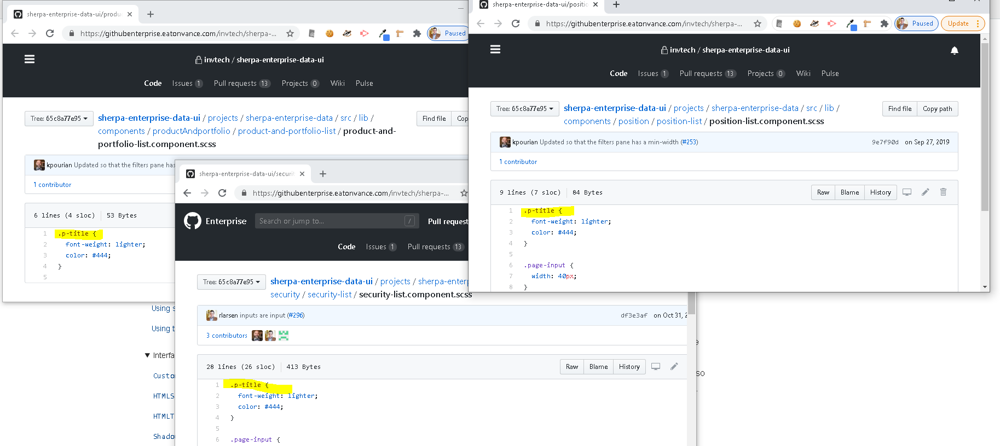 sherpa-enterprise-data-ui/produ
https://githubenterprise.eatonvance.com/invtech/sherpa-...
Paused
invtech / sherpa-enterprise-data-ui
Code Issues 1 Pull requests 13 Projects 0 Wiki Pulse
Tree: 65c8a77e95
sherpa-enterprise-data-ui / projects / sherpa-enterprise-data / src / lib /
components / productAndportfolio / product-and-portfolio-list / product-and-
portfolio-list.component.scss
Find file Cop
kpourian Updated so that the filters pane has
1 contributor
6 lines (4 sloc) 53 Bytes
1 .p-title {
2 font-weight: lighter;
3 color: #444;
4 }
5
sherpa-enterprise-data-ui/positio
https://githubenterprise.eatonvance.com/invtech/sherpa-...
Paused
Update
invtech / sherpa-enterprise-data-ui
Code Issues 1 Pull requests 13 Projects 0 Wiki Pulse
Tree: 65c8a77e95
sherpa-enterprise-data-ui / projects / sherpa-enterprise-data / src / lib /
components / position / position-list / position-list.component.scss
Find file Copy path
kpourian Updated so that the filters pane has a min-width (#253)
9e7f90d on Sep 27, 2019
1 contributor
9 lines (7 sloc) 84 Bytes
Raw Blame History
1 .p-title {
2 font-weight: lighter;
3 color: #444;
4 }
5
6 .page-input {
7 width: 40px;
8 }
sherpa-enterprise-data-ui/securit
https://githubenterprise.eatonvance.com/invtech/sherpa-...
Enterprise
Search or jump to... /
Pull request
Code Issues 1 Pull requests 13
Tree: 65c8a77e95
sherpa-enterprise-data-ui / projects / sherpa-enterp
security / security-list / security-list.component.scss
rlarsen inputs are input (#296)
df3e3af on Oct 31, 2
3 contributors
28 lines (26 sloc) 413 Bytes
Raw Blame History
1 .p-title {
2 font-weight: lighter;
3 color: #444;
4 }
5
6 .page-input {
Using s
Using t
Interfa
Custo
HTMLS
HTMLT
Shado
e
so